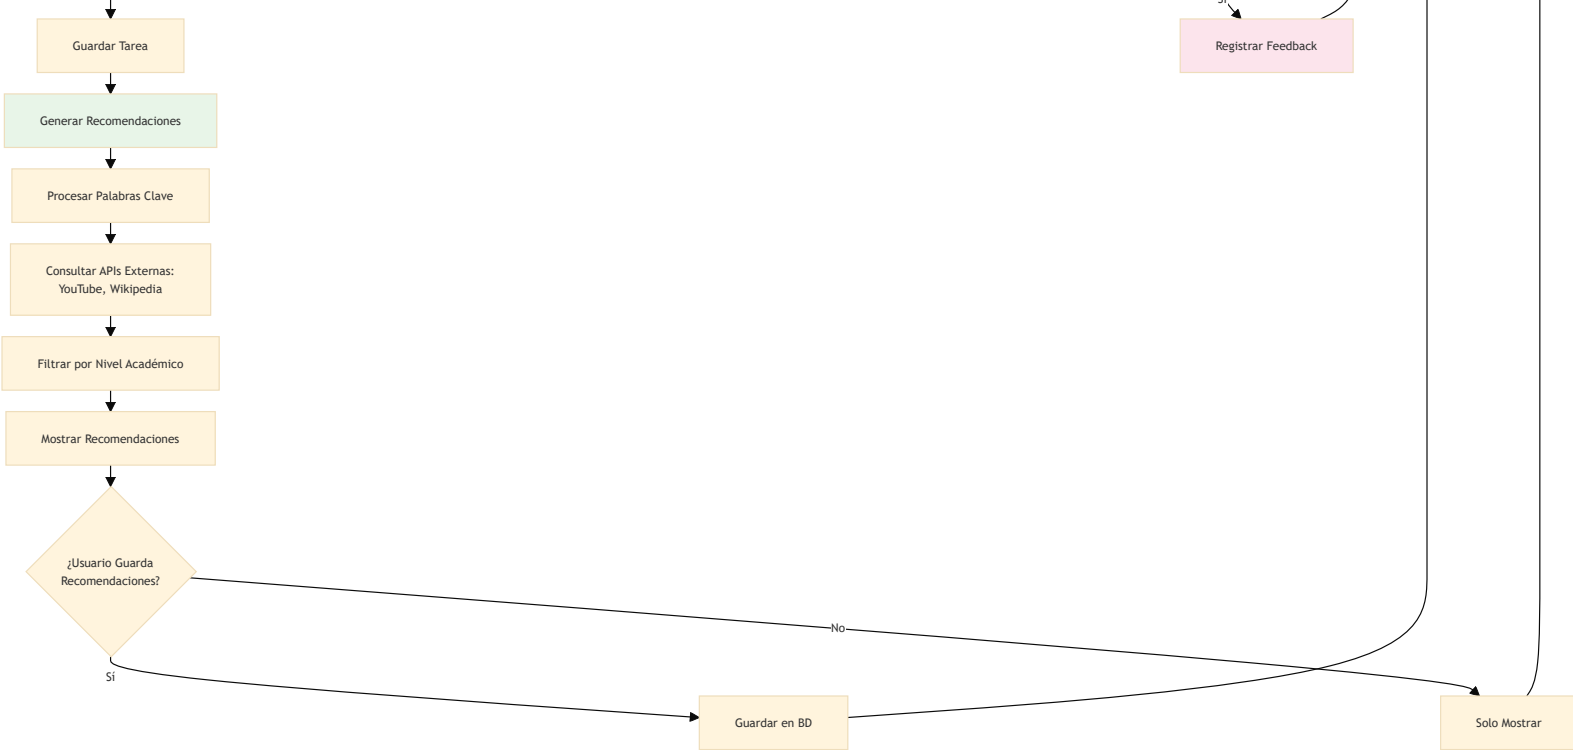 Sí
Guardar Tarea
Registrar Feedback
Generar Recomendaciones
Procesar Palabras Clave
Consultar APIs Externas:
YouTube, Wikipedia
Filtrar por Nivel Académico
Mostrar Recomendaciones
¿Usuario Guarda
Recomendaciones?
No
Sí
Guardar en BD
Solo Mostrar